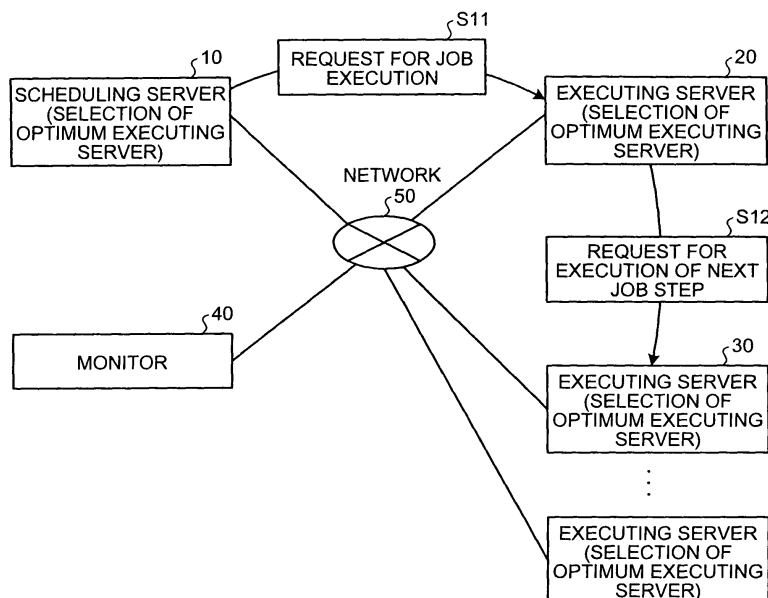 S11
REQUEST FOR JOB
EXECUTION
10
SCHEDULING SERVER
(SELECTION OF
OPTIMUM EXECUTING
SERVER)
20
EXECUTING SERVER
(SELECTION OF
OPTIMUM EXECUTING
SERVER)
NETWORK
50
S12
REQUEST FOR
EXECUTION OF NEXT
JOB STEP
40
MONITOR
30
EXECUTING SERVER
(SELECTION OF
OPTIMUM EXECUTING
SERVER)
EXECUTING SERVER
(SELECTION OF
OPTIMUM EXECUTING
SERVER)